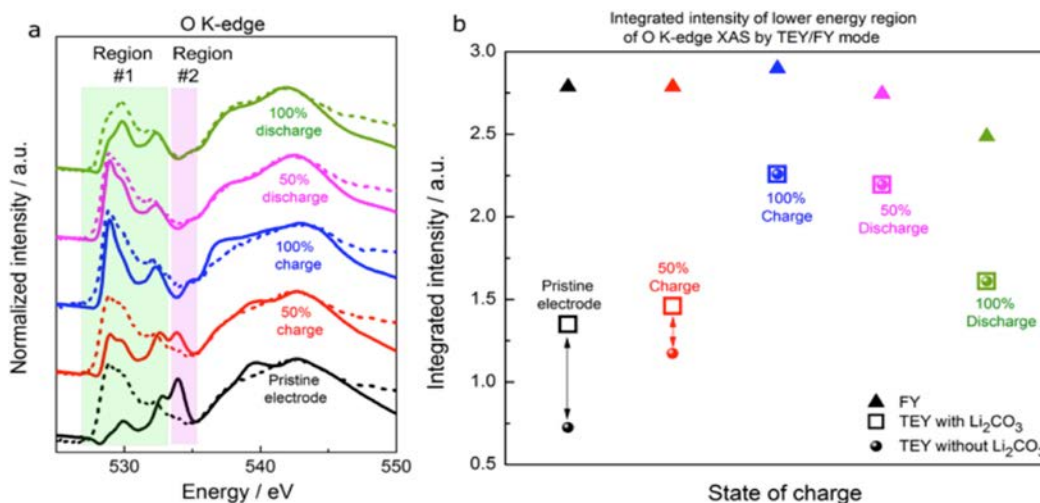 a
O K-edge
Region #1
Region #2
100% discharge
50% discharge
100% charge
50% charge
Pristine electrode
Normalized intensity / a.u.
530
540
550
Energy / eV
b
Integrated intensity of lower energy region
of O K-edge XAS by TEY/FY mode
3.0
2.5
2.0
1.5
1.0
0.5
Integrated intensity / a.u.
Pristine electrode
50% Charge
100% Charge
50% Discharge
100% Discharge
FY
TEY with Li₂CO₃
TEY without Li₂CO₃
State of charge